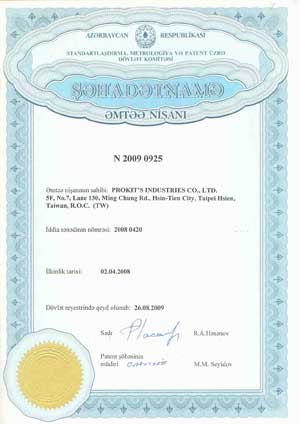 AZƏRBAYCAN RESPUBLİKASI
STANDARTLAŞDIRMA, METROLOGİYA VƏ PATENT ÜZRƏ
DÖVLƏT KOMİTƏSİ
ŞƏHADƏTNAMƏ
ƏMTƏƏ NİŞANI
N 2009 0925
Əmtəə nişanının sahibi: PROKIT'S INDUSTRIES CO., LTD.
5F, No.7, Lane 130, Ming Chung Rd., Hsin-Tien City, Taipei Hsien,
Taiwan, R.O.C. (TW)
İddia sənədinin nömrəsi: 2008 0420
İlkinlik tarixi: 02.04.2008
Dövlət reyestrində qeyd olunub: 26.08.2009
Sədr R.A.Həsənov
Patent şöbəsinin
müdiri M.M. Seyidov